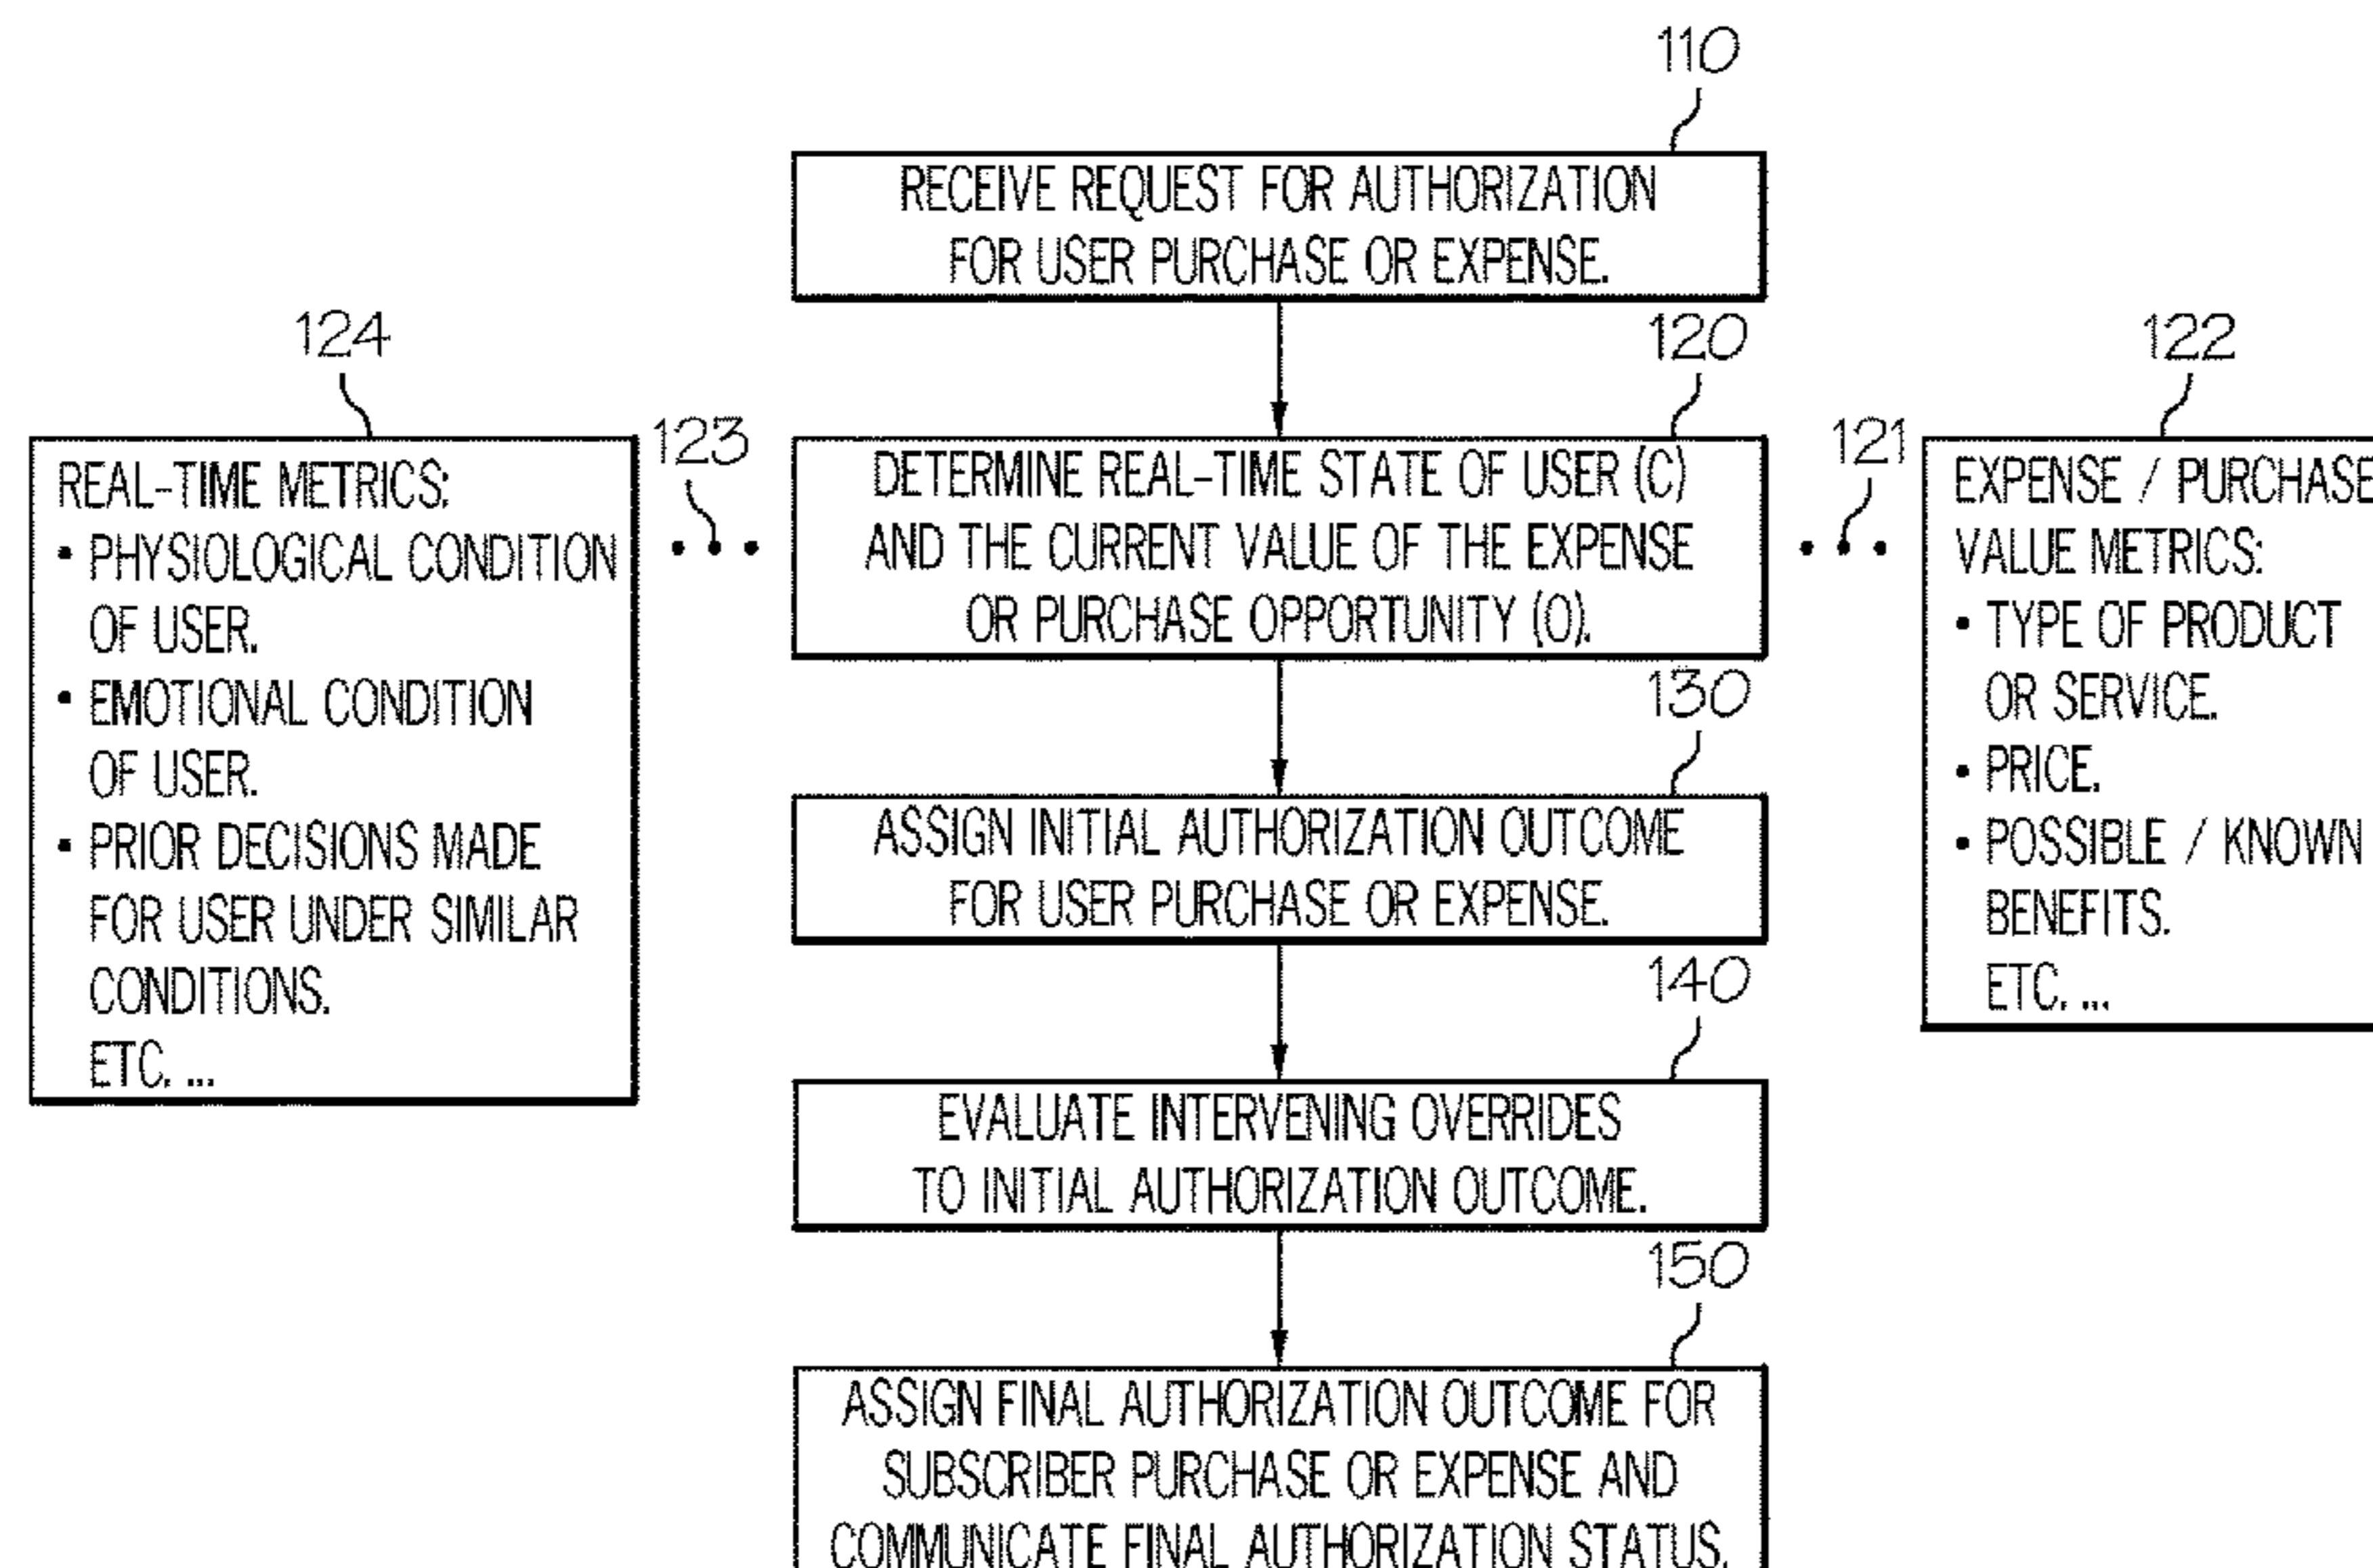 110
RECEIVE REQUEST FOR AUTHORIZATION
FOR USER PURCHASE OR EXPENSE.
124
REAL-TIME METRICS:
• PHYSIOLOGICAL CONDITION
OF USER.
• EMOTIONAL CONDITION
OF USER.
• PRIOR DECISIONS MADE
FOR USER UNDER SIMILAR
CONDITIONS.
ETC. ...
123
120
DETERMINE REAL-TIME STATE OF USER (C)
AND THE CURRENT VALUE OF THE EXPENSE
OR PURCHASE OPPORTUNITY (O).
121
122
EXPENSE / PURCHASE
VALUE METRICS:
• TYPE OF PRODUCT
OR SERVICE.
• PRICE.
• POSSIBLE / KNOWN
BENEFITS.
ETC. ...
130
ASSIGN INITIAL AUTHORIZATION OUTCOME
FOR USER PURCHASE OR EXPENSE.
140
EVALUATE INTERVENING OVERRIDES
TO INITIAL AUTHORIZATION OUTCOME.
150
ASSIGN FINAL AUTHORIZATION OUTCOME FOR
SUBSCRIBER PURCHASE OR EXPENSE AND
COMMUNICATE FINAL AUTHORIZATION STATUS.